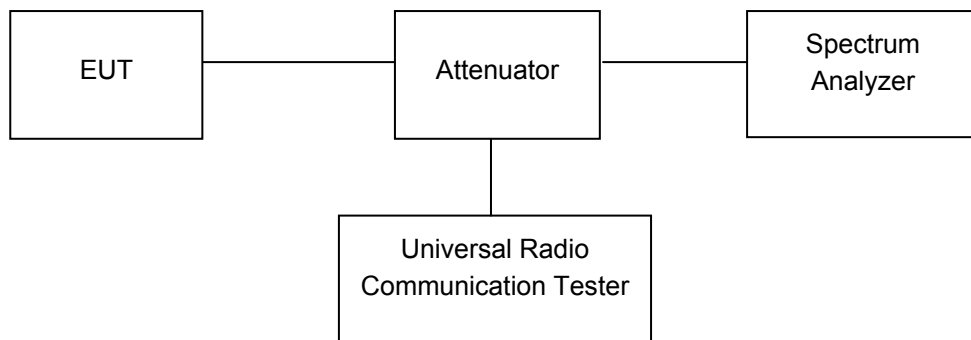 EUT
Attenuator
Spectrum
Analyzer
Universal Radio
Communication Tester